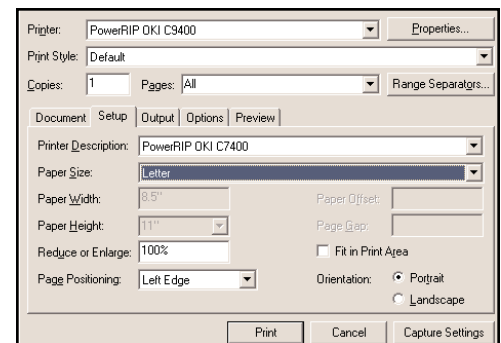 Printer: PowerRIP OKI C9400 Properties...
Print Style: Default
Copies: 1 Pages: All Range Separators...
Document Setup Output Options Preview
Printer Description: PowerRIP OKI C7400
Paper Size: Letter
Paper Width: 8.5" Paper Offset:
Paper Height: 11" Page Gap:
Reduce or Enlarge: 100% Fit in Print Area
Page Positioning: Left Edge Orientation: Portrait
Landscape
Print Cancel Capture Settings